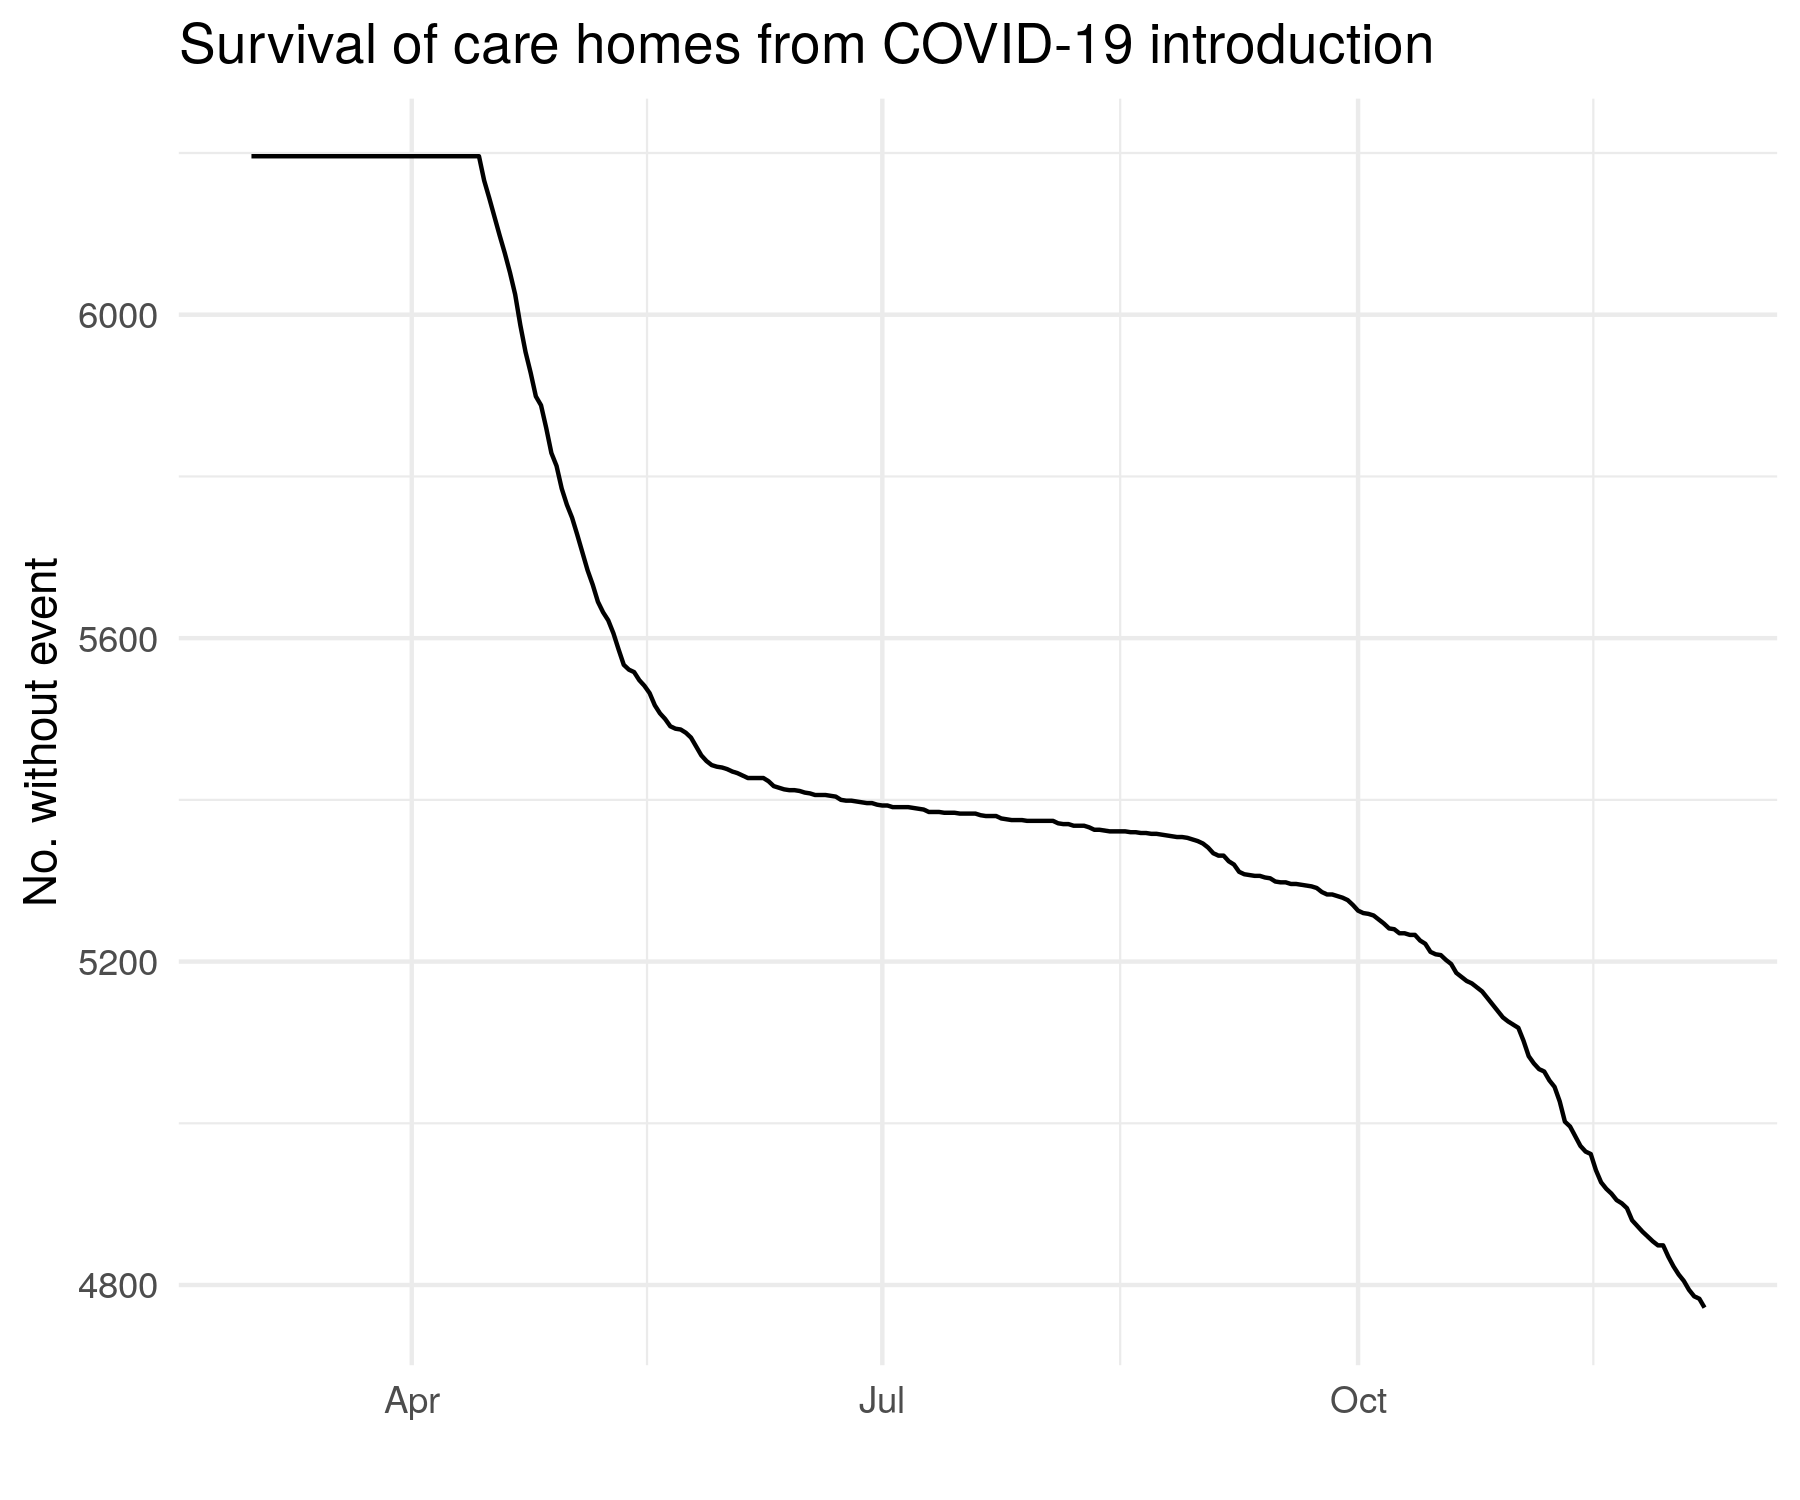 Survival of care homes from COVID-19 introduction
No. without event
6000
5600
5200
4800
Apr
Jul
Oct